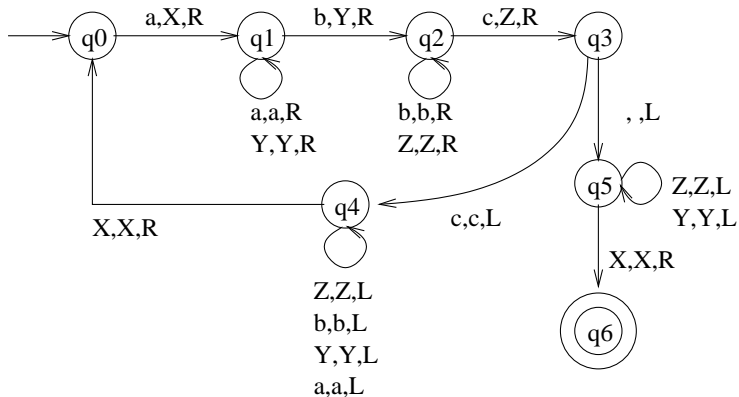 a,X,R
b,Y,R
c,Z,R
q0
q1
q2
q3
a,a,R
Y,Y,R
b,b,R
Z,Z,R
, ,L
q4
q5
X,X,R
c,c,L
Z,Z,L
Y,Y,L
X,X,R
Z,Z,L
b,b,L
Y,Y,L
a,a,L
q6